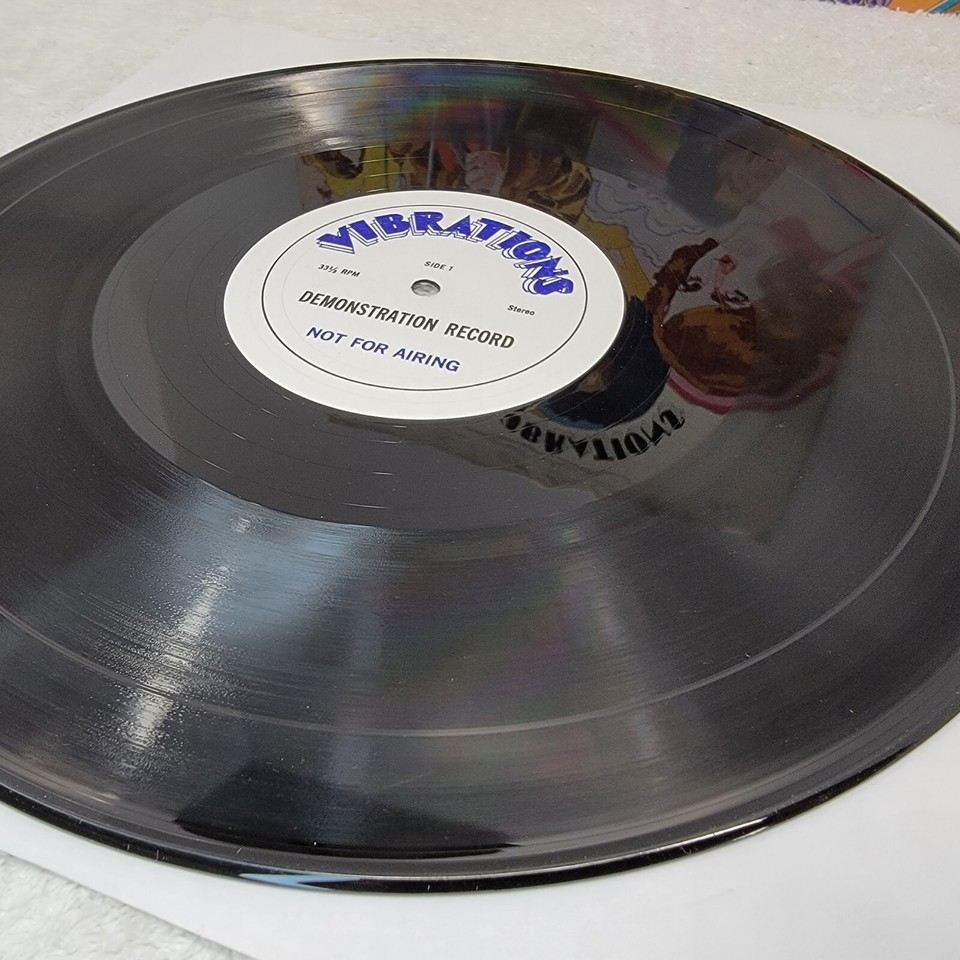 VIBRATIONS
SIDE 1
33⅓ RPM
Stereo
DEMONSTRATION RECORD
NOT FOR AIRING